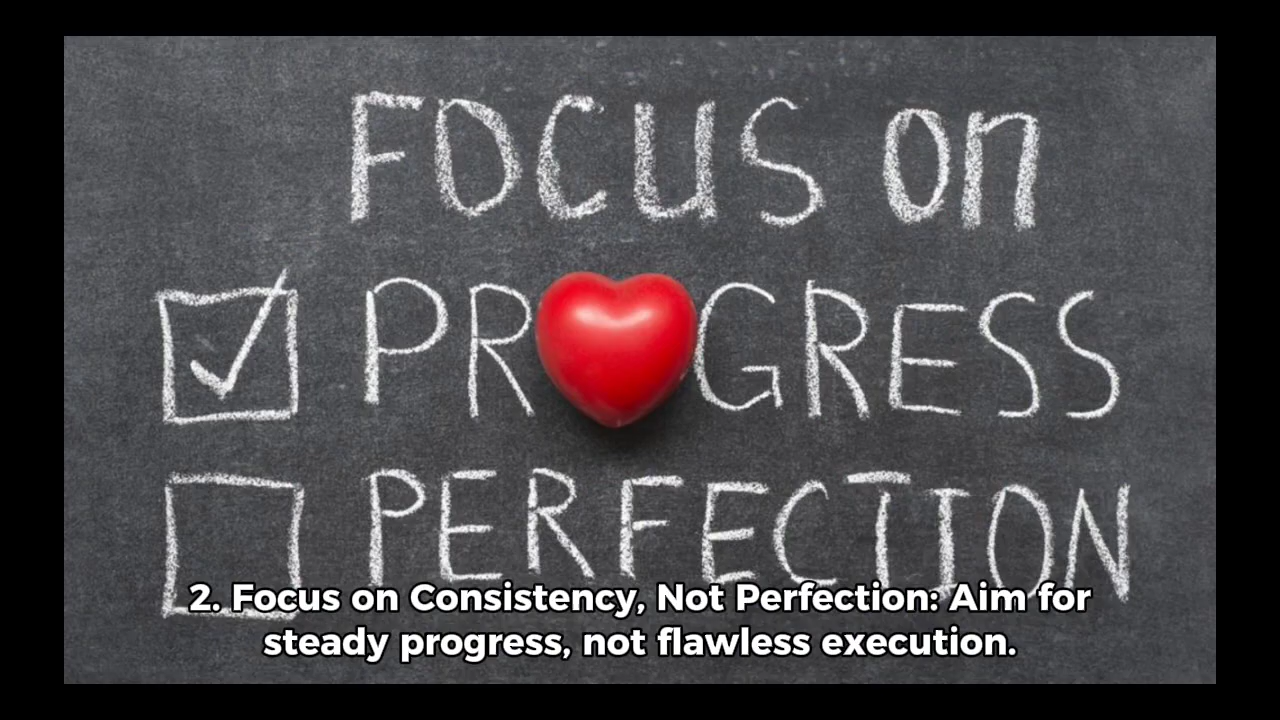 FOCUS on
PROGRESS
PERFECTION
2. Focus on Consistency, Not Perfection: Aim for
steady progress, not flawless execution.